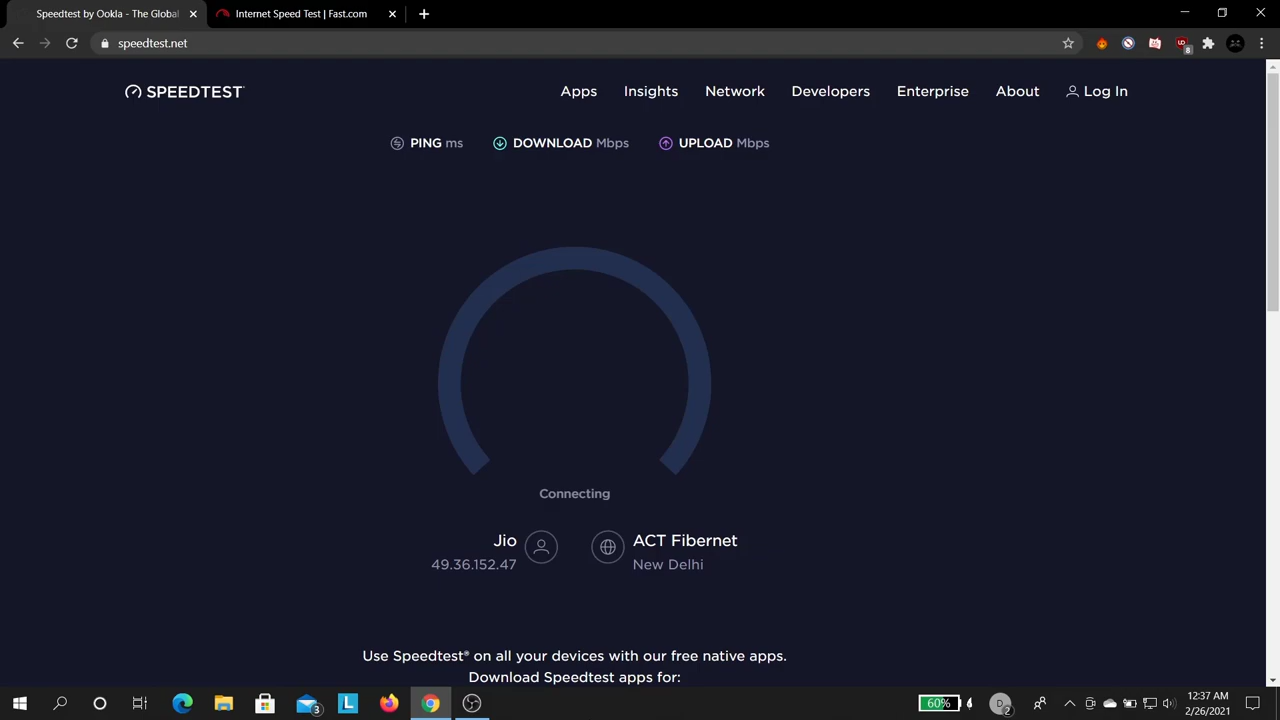 Speedtest by Ookla - The Global
Internet Speed Test | Fast.com
speedtest.net
8
SPEEDTEST
Apps Insights Network Developers Enterprise About Log In
PING ms DOWNLOAD Mbps UPLOAD Mbps
Connecting
Jio
49.36.152.47
ACT Fibernet
New Delhi
Use Speedtest® on all your devices with our free native apps.
Download Speedtest apps for:
3
L
60%
D
2
12:37 AM
2/26/2021